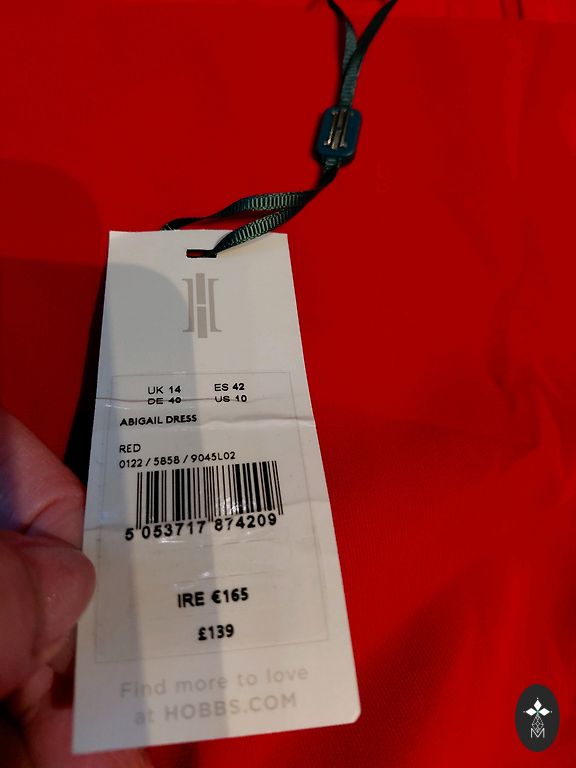 UK 14 ES 42
DE 40 US 10
ABIGAIL DRESS
RED
0122 / 5858 / 9045L02
5 053717 874209
IRE €165
£139
Find more to love
at HOBBS.COM
M